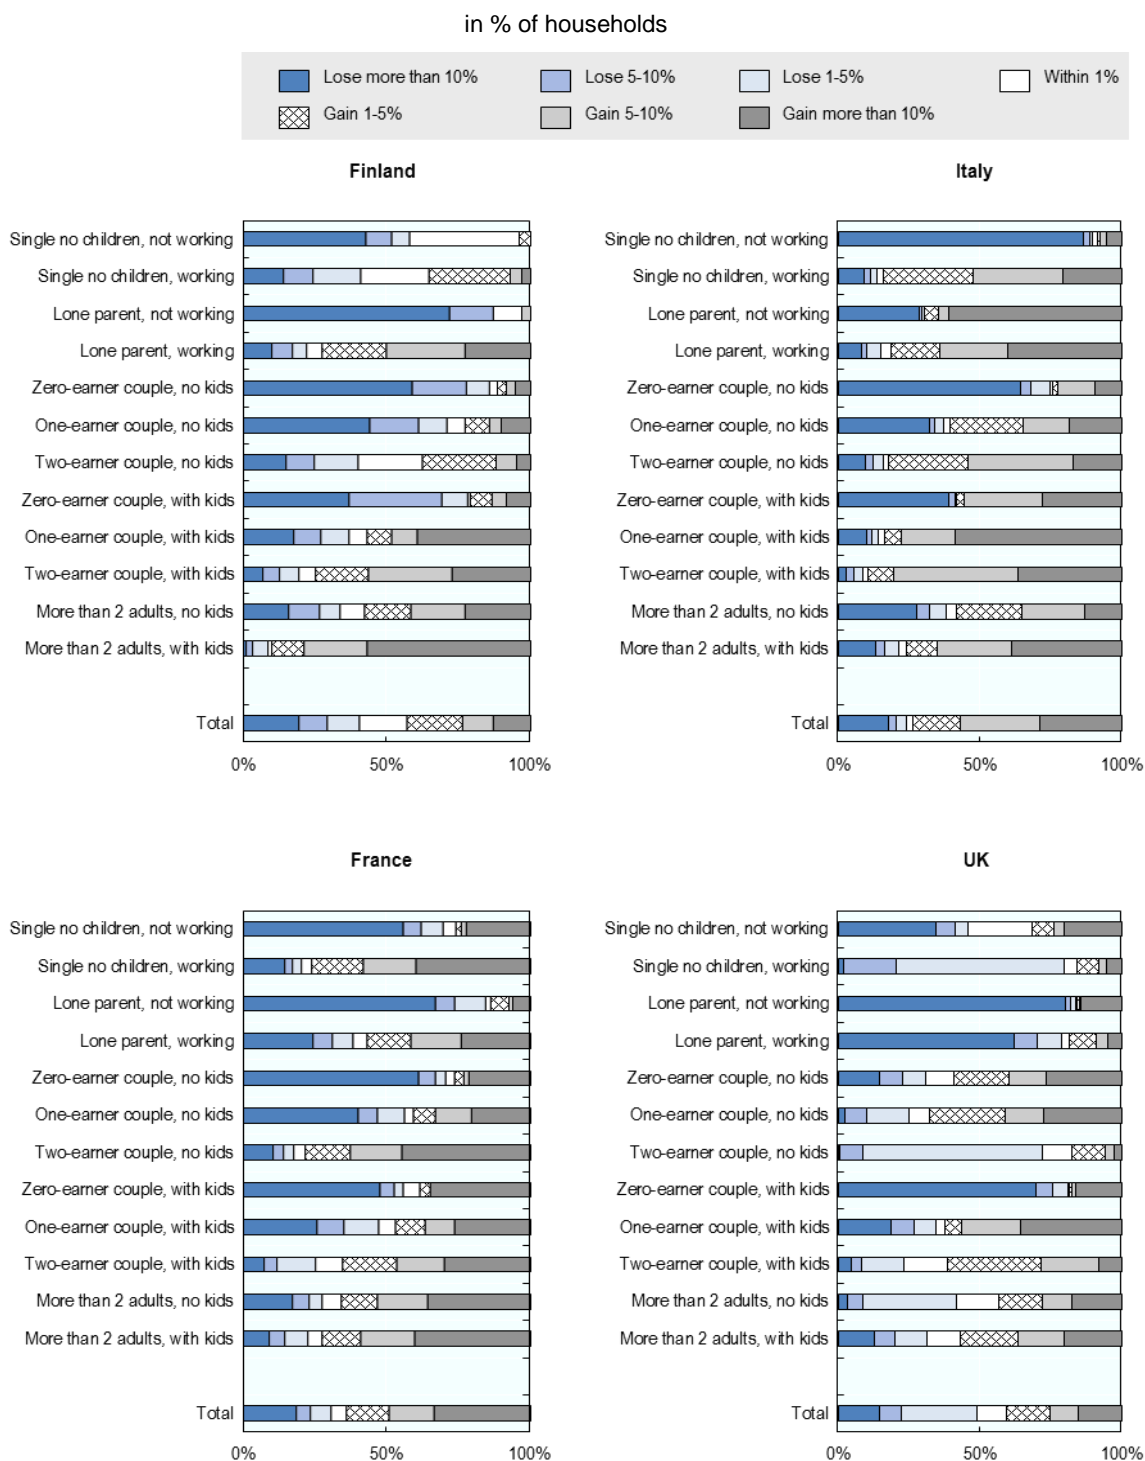 in % of households
Lose more than 10% Lose 5-10% Lose 1-5% Within 1%
Gain 1-5% Gain 5-10% Gain more than 10%
Finland
Single no children, not working
Single no children, working
Lone parent, not working
Lone parent, working
Zero-earner couple, no kids
One-earner couple, no kids
Two-earner couple, no kids
Zero-earner couple, with kids
One-earner couple, with kids
Two-earner couple, with kids
More than 2 adults, no kids
More than 2 adults, with kids
Total
0% 50% 100%
Italy
Single no children, not working
Single no children, working
Lone parent, not working
Lone parent, working
Zero-earner couple, no kids
One-earner couple, no kids
Two-earner couple, no kids
Zero-earner couple, with kids
One-earner couple, with kids
Two-earner couple, with kids
More than 2 adults, no kids
More than 2 adults, with kids
Total
0% 50% 100%
France
Single no children, not working
Single no children, working
Lone parent, not working
Lone parent, working
Zero-earner couple, no kids
One-earner couple, no kids
Two-earner couple, no kids
Zero-earner couple, with kids
One-earner couple, with kids
Two-earner couple, with kids
More than 2 adults, no kids
More than 2 adults, with kids
Total
0% 50% 100%
UK
Single no children, not working
Single no children, working
Lone parent, not working
Lone parent, working
Zero-earner couple, no kids
One-earner couple, no kids
Two-earner couple, no kids
Zero-earner couple, with kids
One-earner couple, with kids
Two-earner couple, with kids
More than 2 adults, no kids
More than 2 adults, with kids
Total
0% 50% 100%